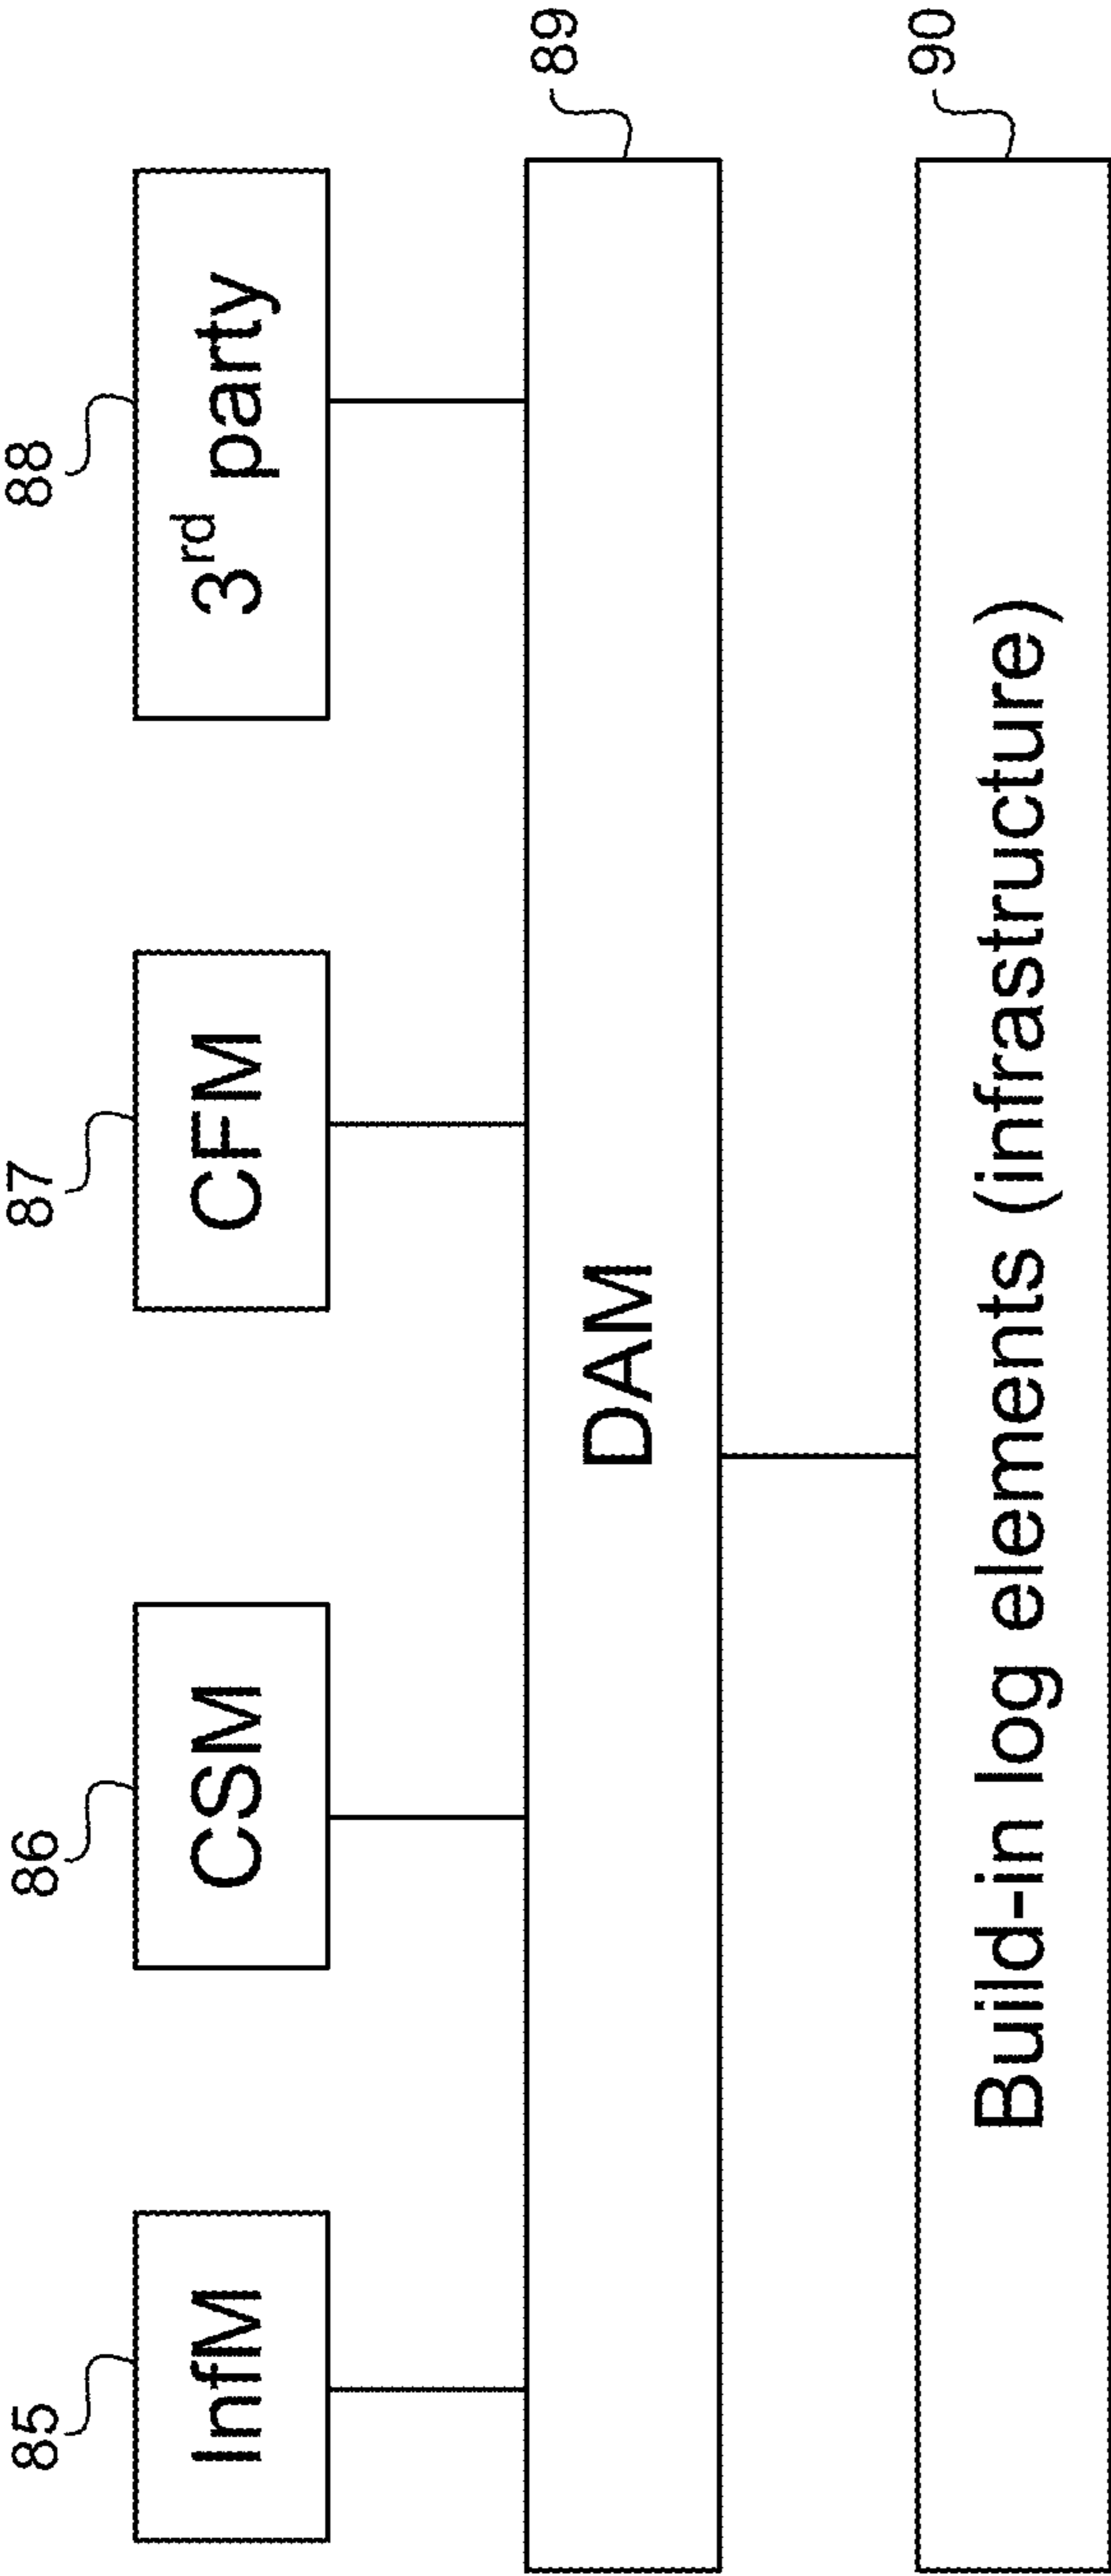 85
86
87
88
InfM
CSM
CFM
3rd party
DAM
89
Build-in log elements (infrastructure)
90